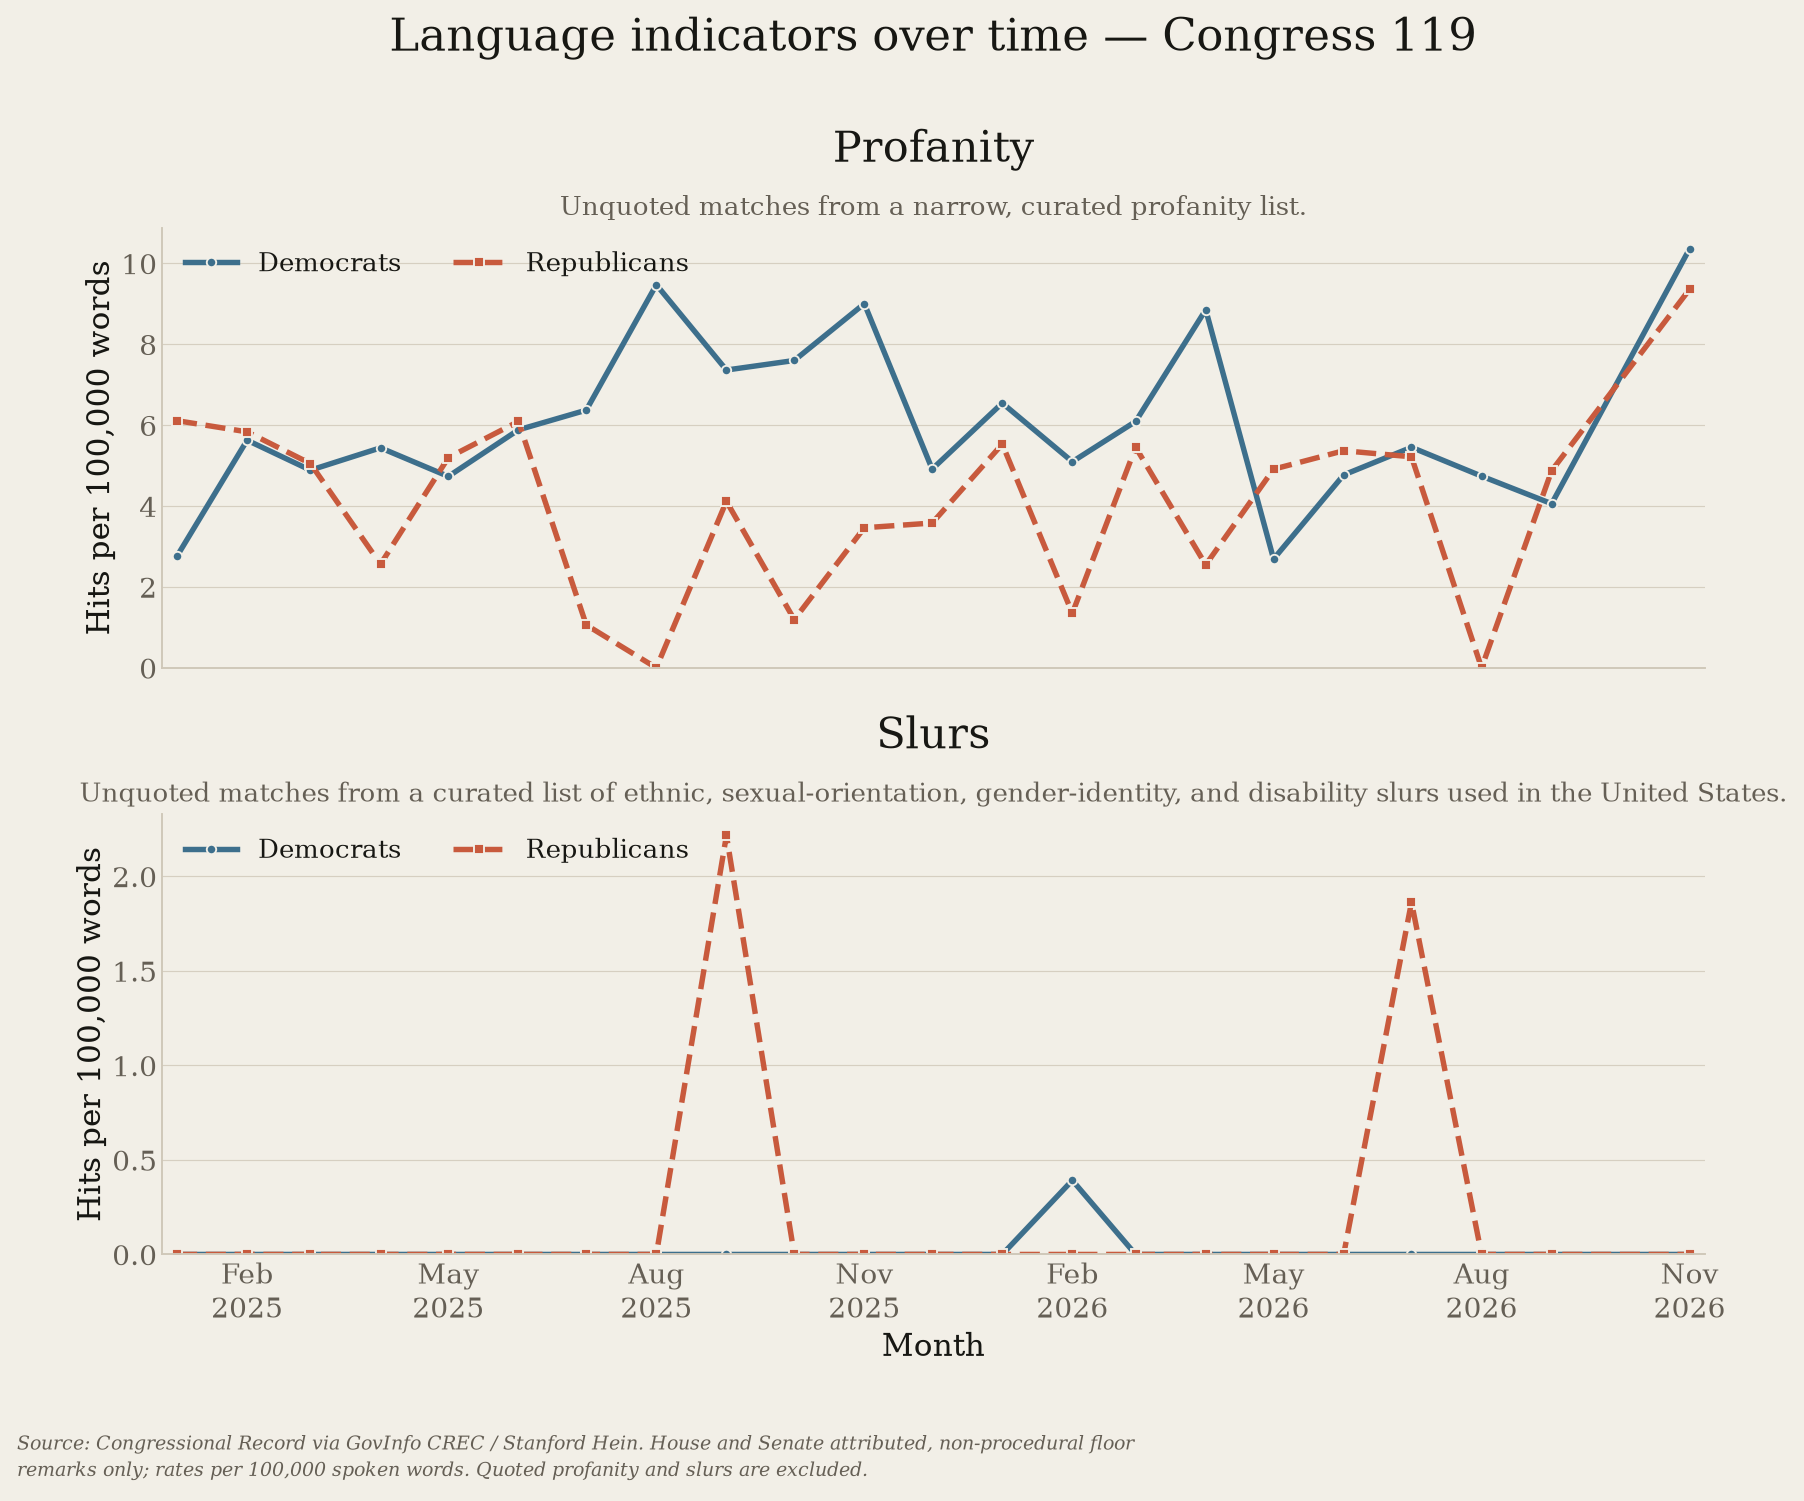 Language indicators over time — Congress 119
Profanity
Unquoted matches from a narrow, curated profanity list.
Hits per 100,000 words
Democrats
Republicans
10
8
6
4
2
0
Slurs
Unquoted matches from a curated list of ethnic, sexual-orientation, gender-identity, and disability slurs used in the United States.
Hits per 100,000 words
Democrats
Republicans
2.0
1.5
1.0
0.5
0.0
Feb May Aug Nov Feb May Aug Nov
2025 2025 2025 2025 2026 2026 2026 2026
Month
Source: Congressional Record via GovInfo CREC / Stanford Hein. House and Senate attributed, non-procedural floor
remarks only; rates per 100,000 spoken words. Quoted profanity and slurs are excluded.